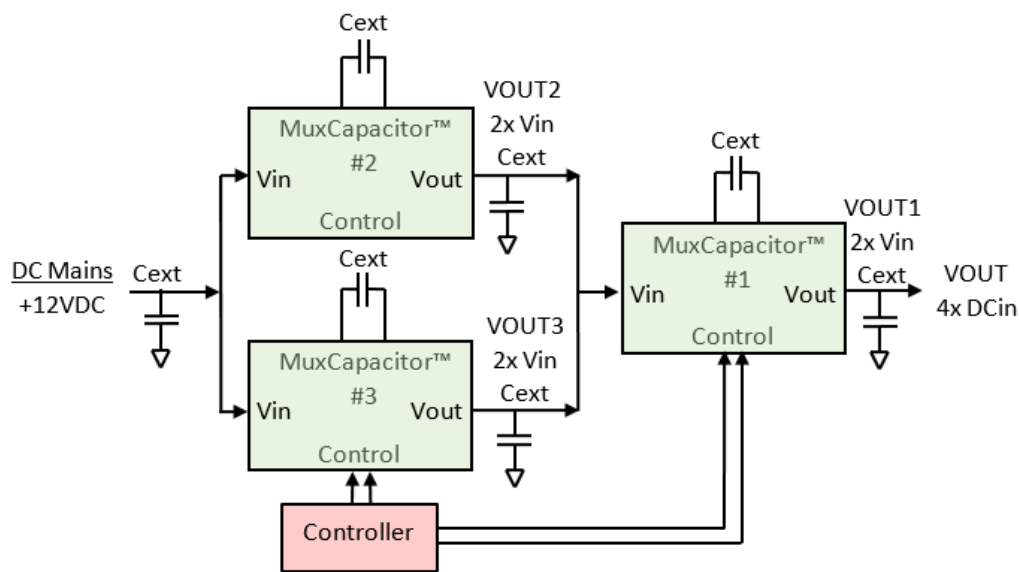 Cext
VOUT2
2x Vin
Cext
MuxCapacitor™
#2
Vin
Vout
Control
Cext
VOUT1
2x Vin
Cext
MuxCapacitor™
#1
Vin
Vout
Control
VOUT
4x DCin
DC Mains
+12VDC
Cext
Cext
VOUT3
2x Vin
Cext
MuxCapacitor™
#3
Vin
Vout
Control
Controller